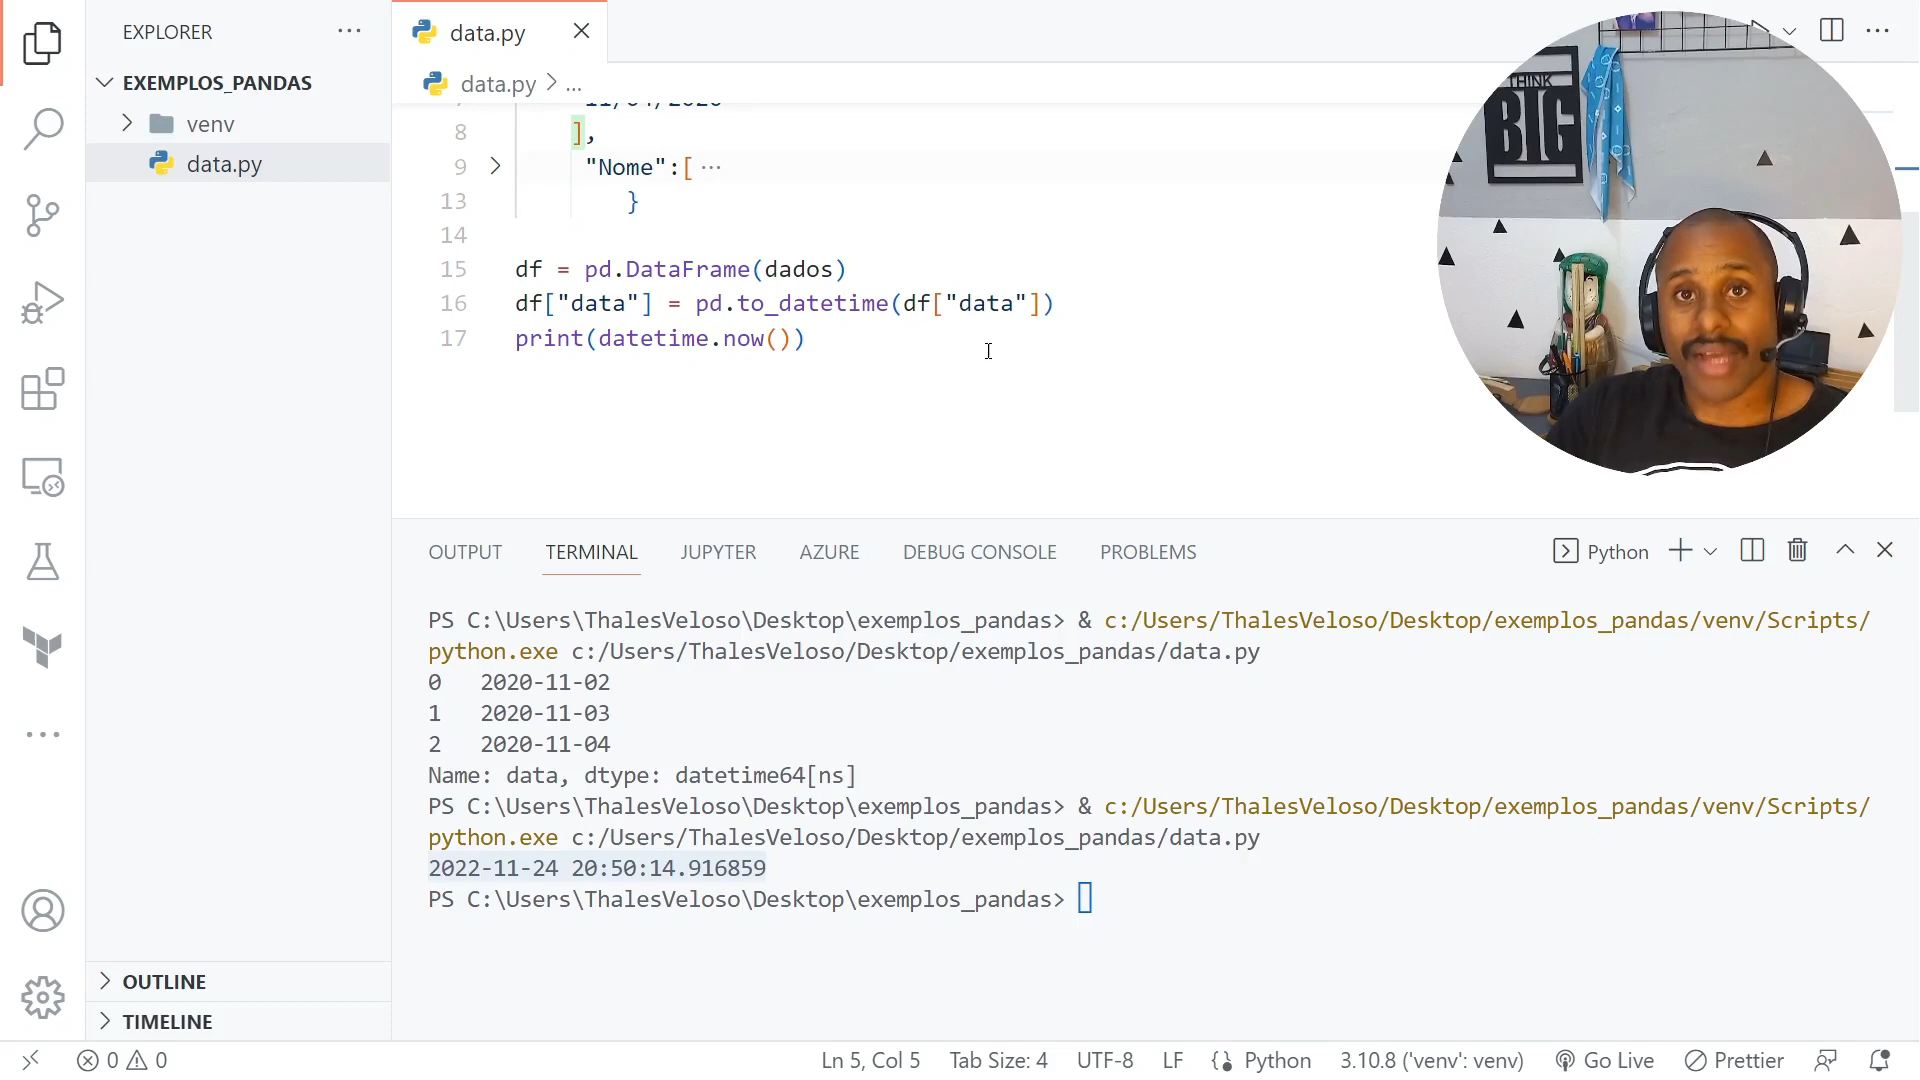 EXPLORER
EXEMPLOS_PANDAS
venv
data.py
OUTLINE
TIMELINE
data.py
data.py > ...
8 ],
9 "Nome":[ ...
13 }
14
15 df = pd.DataFrame(dados)
16 df["data"] = pd.to_datetime(df["data"])
17 print(datetime.now())
THINK
BIG
OUTPUT TERMINAL JUPYTER AZURE DEBUG CONSOLE PROBLEMS
Python
PS C:\Users\ThalesVeloso\Desktop\exemplos_pandas> & c:/Users/ThalesVeloso/Desktop/exemplos_pandas/venv/Scripts/
python.exe c:/Users/ThalesVeloso/Desktop/exemplos_pandas/data.py
0 2020-11-02
1 2020-11-03
2 2020-11-04
Name: data, dtype: datetime64[ns]
PS C:\Users\ThalesVeloso\Desktop\exemplos_pandas> & c:/Users/ThalesVeloso/Desktop/exemplos_pandas/venv/Scripts/
python.exe c:/Users/ThalesVeloso/Desktop/exemplos_pandas/data.py
2022-11-24 20:50:14.916859
PS C:\Users\ThalesVeloso\Desktop\exemplos_pandas>
0 0 Ln 5, Col 5 Tab Size: 4 UTF-8 LF Python 3.10.8 ('venv': venv) Go Live Prettier